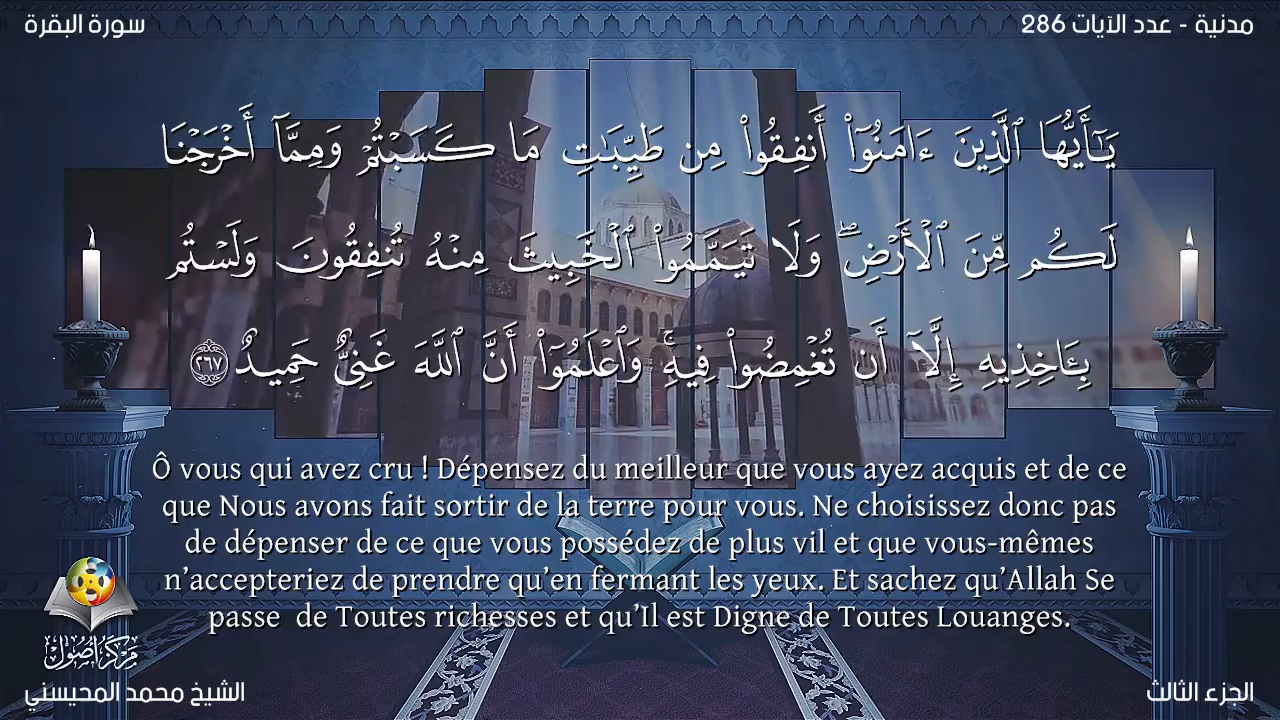 مدنية - عدد الآيات 286
سورة البقرة
يَـٰٓأَيُّهَا ٱلَّذِينَ ءَامَنُوٓا۟ أَنفِقُوا۟ مِن طَيِّبَـٰتِ مَا كَسَبْتُمْ وَمِمَّآ أَخْرَجْنَا
لَكُم مِّنَ ٱلْأَرْضِ ۖ وَلَا تَيَمَّمُوا۟ ٱلْخَبِيثَ مِنْهُ تُنفِقُونَ وَلَسْتُم
بِـَٔاخِذِيهِ إِلَّآ أَن تُغْمِضُوا۟ فِيهِ ۚ وَٱعْلَمُوٓا۟ أَنَّ ٱللَّهَ غَنِىٌّ حَمِيدٌ ٢٦٧
Ô vous qui avez cru ! Dépensez du meilleur que vous ayez acquis et de ce
que Nous avons fait sortir de la terre pour vous. Ne choisissez donc pas
de dépenser de ce que vous possédez de plus vil et que vous-mêmes
n’accepteriez de prendre qu’en fermant les yeux. Et sachez qu’Allah Se
passe  de Toutes richesses et qu’Il est Digne de Toutes Louanges.
مركز أصول
الجزء الثالث
الشيخ محمد المحيسني